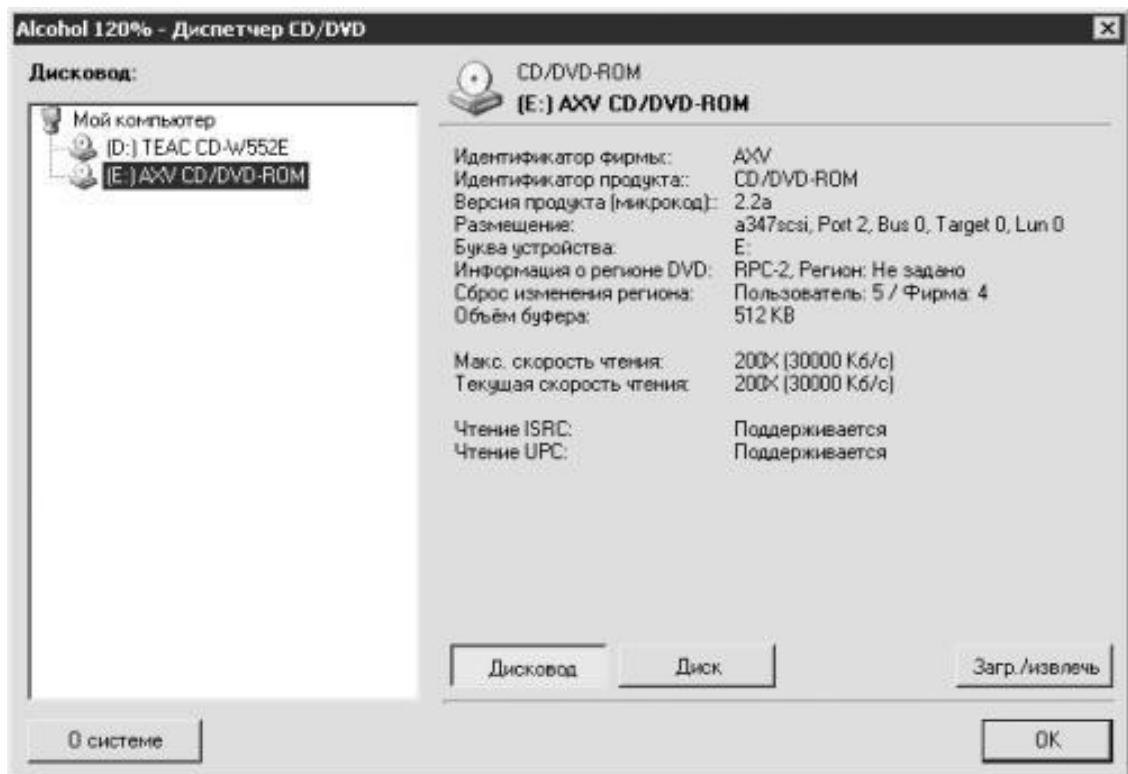 Alcohol 120% - Диспетчер CD/DVD
Дисковод:
Мой компьютер
(D:) TEAC CD-W552E
(E:) AXV CD/DVD-ROM
CD/DVD-ROM
(E:) AXV CD/DVD-ROM
Идентификатор фирмы:: AXV
Идентификатор продукта:: CD/DVD-ROM
Версия продукта (микрокод):: 2.2a
Размещение: a347scsi, Port 2, Bus 0, Target 0, Lun 0
Буква устройства: E:
Информация о регионе DVD: RPC-2, Регион: Не задано
Сброс изменения региона: Пользователь: 5 / Фирма: 4
Объём буфера: 512 KB
Макс. скорость чтения: 200X (30000 Кб/с)
Текущая скорость чтения: 200X (30000 Кб/с)
Чтение ISRC: Поддерживается
Чтение UPC: Поддерживается
Дисковод Диск Загр./извлечь
О системе OK